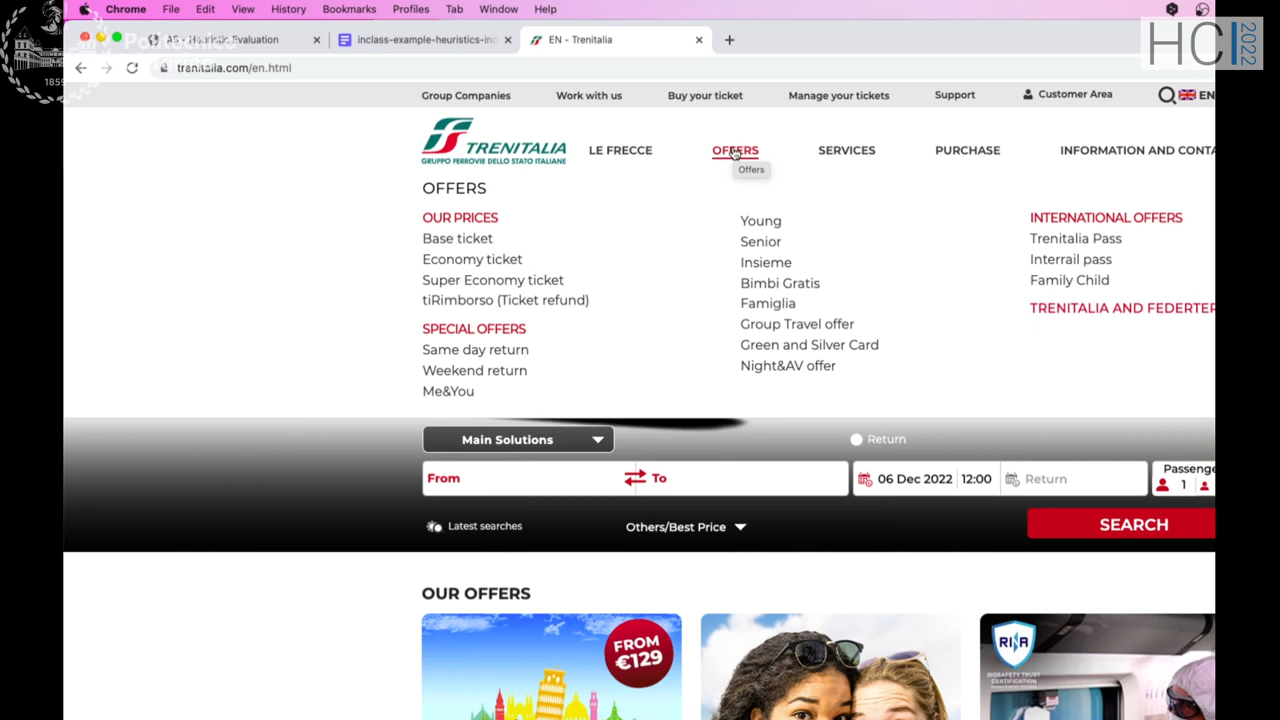 Chrome File Edit View History Bookmarks Profiles Tab Window Help
HCI 2022
Politecnico
1859
Heuristic Evaluation
inclass-example-heuristics-ind
EN - Trenitalia
trenitalia.com/en.html
Group Companies Work with us Buy your ticket Manage your tickets Support Customer Area EN
TRENITALIA
GRUPPO FERROVIE DELLO STATO ITALIANE
LE FRECCE OFFERS SERVICES PURCHASE INFORMATION AND CONTA
Offers
OFFERS
OUR PRICES
Base ticket
Economy ticket
Super Economy ticket
tiRimborso (Ticket refund)
SPECIAL OFFERS
Same day return
Weekend return
Me&You
Young
Senior
Insieme
Bimbi Gratis
Famiglia
Group Travel offer
Green and Silver Card
Night&AV offer
INTERNATIONAL OFFERS
Trenitalia Pass
Interrail pass
Family Child
TRENITALIA AND FEDERTER
Main Solutions
Return
From To 06 Dec 2022 12:00 Return
Passenge
1
Latest searches Others/Best Price SEARCH
OUR OFFERS
FROM
€129
RINA
BIOSAFETY TRUST
CERTIFICATION